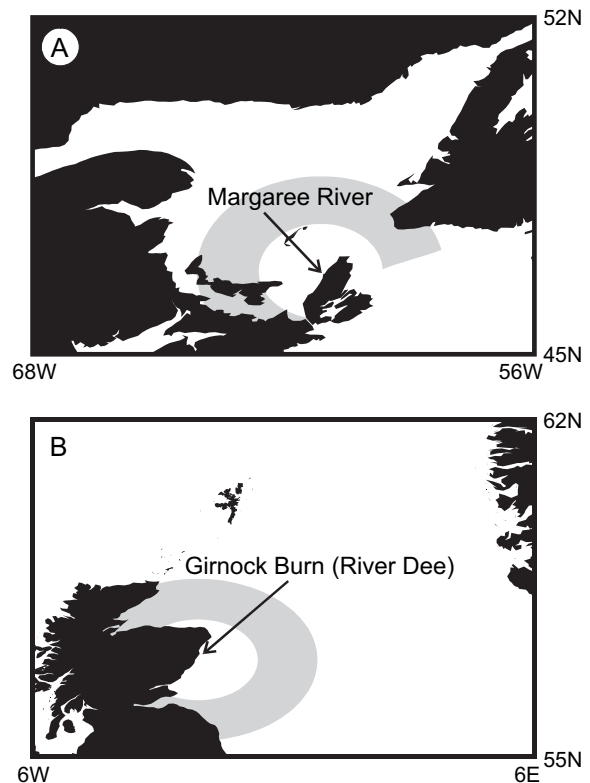 A
52N
Margaree River
45N
68W
56W
62N
B
Girnock Burn (River Dee)
55N
6W
6E